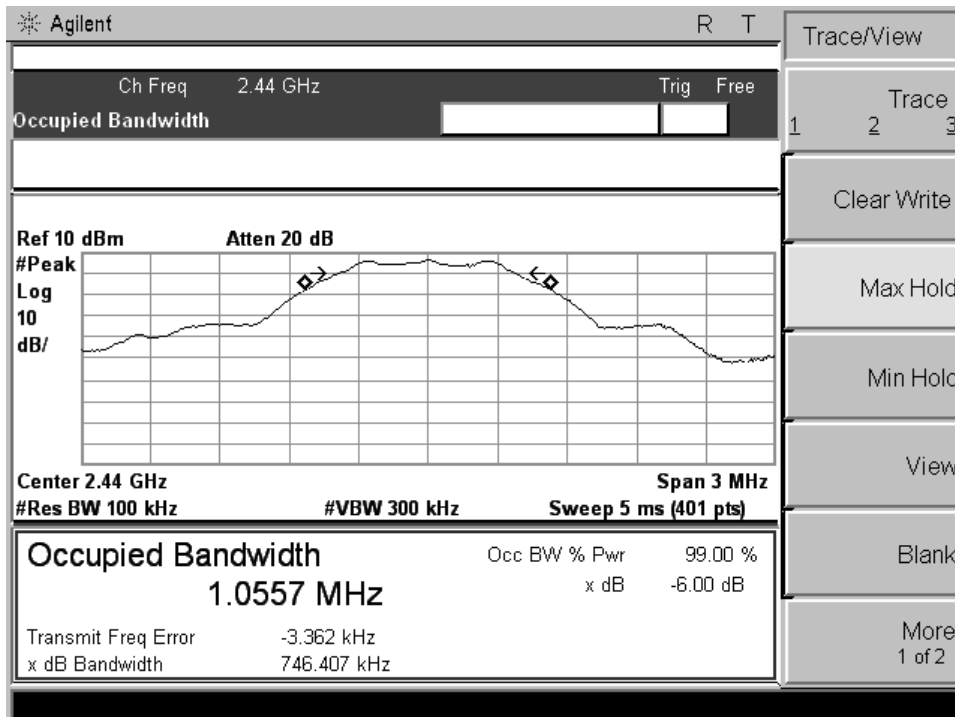 Agilent
R T
Trace/View
Ch Freq 2.44 GHz
Trig Free
Occupied Bandwidth
Trace
1 2 3
Clear Write
Max Hold
Min Hold
View
Blank
More
1 of 2
Ref 10 dBm
Atten 20 dB
#Peak
Log
10
dB/
Center 2.44 GHz
Span 3 MHz
#Res BW 100 kHz
#VBW 300 kHz
Sweep 5 ms (401 pts)
Occupied Bandwidth
1.0557 MHz
Occ BW % Pwr 99.00 %
x dB -6.00 dB
Transmit Freq Error -3.362 kHz
x dB Bandwidth 746.407 kHz